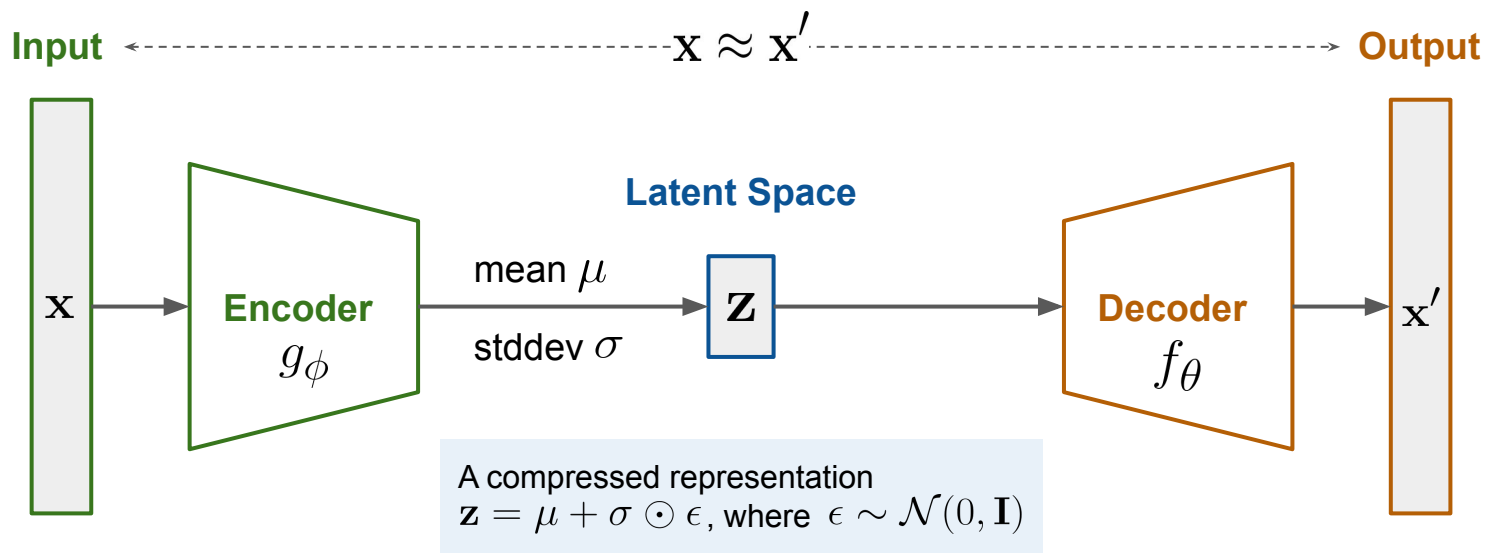 Input
x ≈ x′
Output
Latent Space
mean μ
x
Encoder
z
Decoder
x′
stddev σ
g_ϕ
f_θ
A compressed representation
z = μ + σ ⊙ ϵ, where ϵ ∼ 𝒩(0, I)